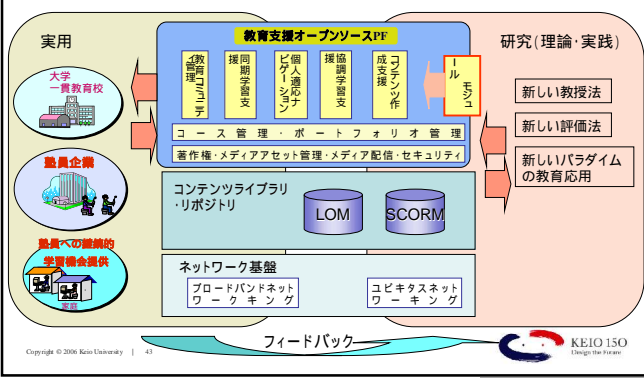 教育支援オープンソースPF
実用
研究(理論・実践)
大学
一貫教育校
塾員企業
塾員への継続的
学習機会提供
家庭
教育コミュニティ管理
同期学習支援
個人適応ナビゲーション
協調学習支援
コンテンツ作成支援
モジュール
コース管理・ポートフォリオ管理
著作権・メディアアセット管理・メディア配信・セキュリティ
新しい教授法
新しい評価法
新しいパラダイム
の教育応用
コンテンツライブラリ
・リポジトリ
LOM
SCORM
ネットワーク基盤
ブロードバンドネット
ワーキング
ユビキタスネット
ワーキング
フィードバック
Copyright © 2006 Keio University | 43
KEIO 150
Design the Future